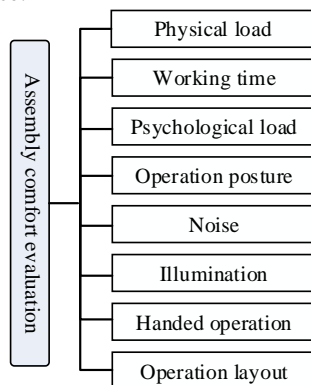 Assembly comfort evaluation
Physical load
Working time
Psychological load
Operation posture
Noise
Illumination
Handed operation
Operation layout